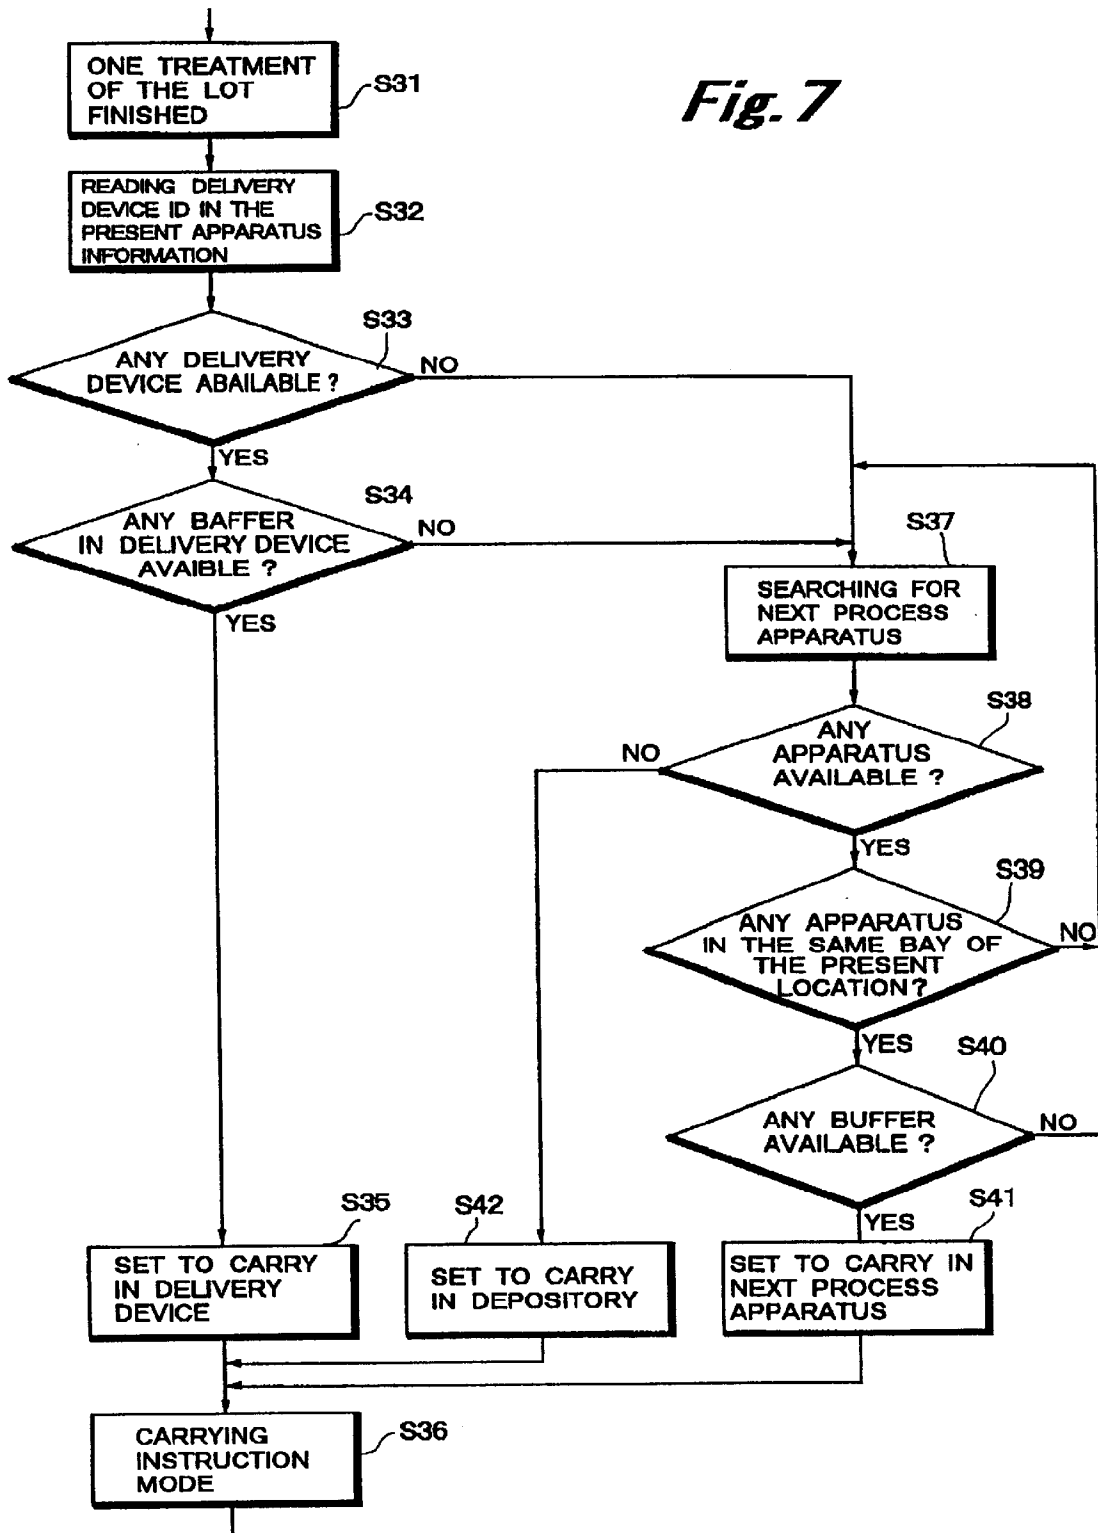 Fig. 7
ONE TREATMENT
OF THE LOT
FINISHED
S31
READING DELIVERY
DEVICE ID IN THE
PRESENT APPARATUS
INFORMATION
S32
S33
ANY DELIVERY
DEVICE ABAILABLE ?
NO
YES
S34
ANY BAFFER
IN DELIVERY DEVICE
AVAIBLE ?
NO
YES
S37
SEARCHING FOR
NEXT PROCESS
APPARATUS
S38
ANY
APPARATUS
AVAILABLE ?
NO
YES
S39
ANY APPARATUS
IN THE SAME BAY OF
THE PRESENT
LOCATION?
NO
YES
S40
ANY BUFFER
AVAILABLE ?
NO
YES
S35
SET TO CARRY
IN DELIVERY
DEVICE
S42
SET TO CARRY
IN DEPOSITORY
S41
SET TO CARRY IN
NEXT PROCESS
APPARATUS
CARRYING
INSTRUCTION
MODE
S36